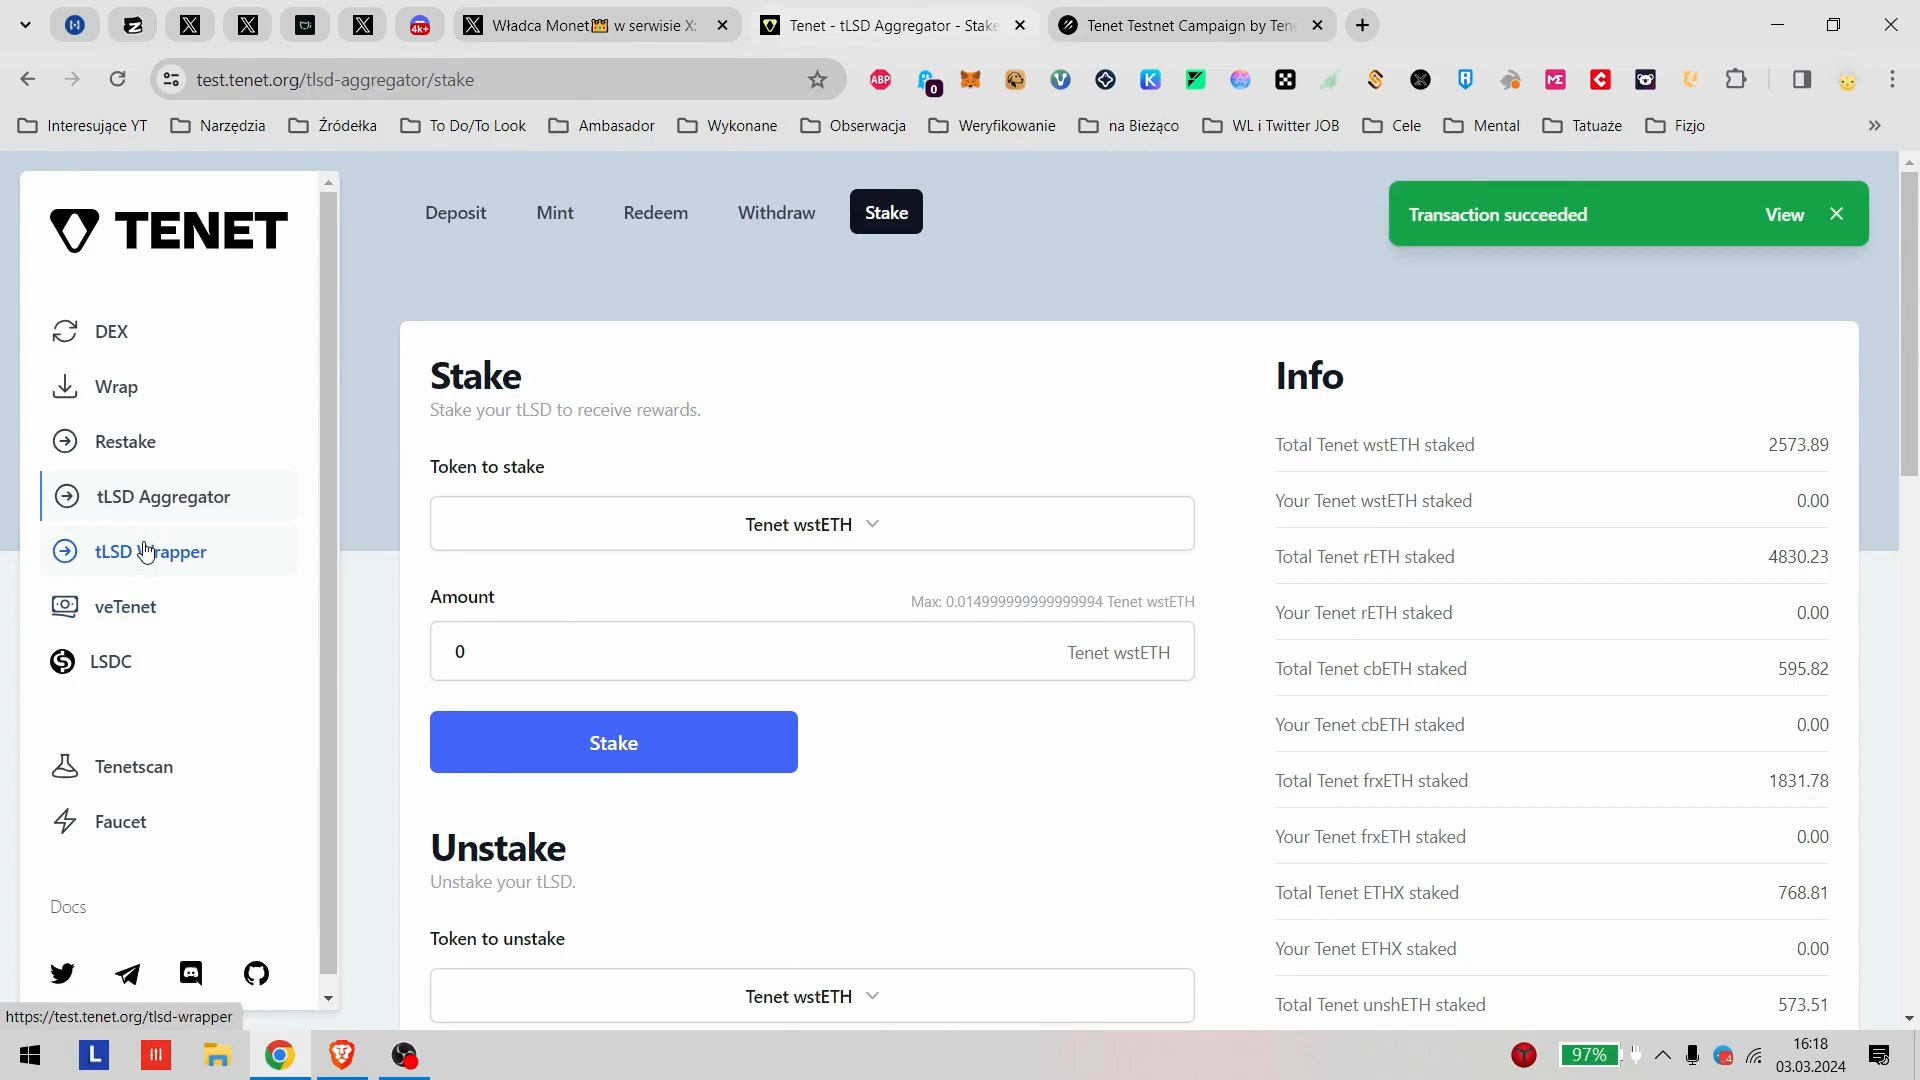 4k+
Władca Monet👑 w serwisie X:
Tenet - tLSD Aggregator - Stake
Tenet Testnet Campaign by Tene
test.tenet.org/tlsd-aggregator/stake
ABP
0
Interesujące YT
Narzędzia
Źródełka
To Do/To Look
Ambasador
Wykonane
Obserwacja
Weryfikowanie
na Bieżąco
WL i Twitter JOB
Cele
Mental
Tatuaże
Fizjo
TENET
DEX
Wrap
Restake
tLSD Aggregator
tLSD Wrapper
veTenet
LSDC
Tenetscan
Faucet
Docs
https://test.tenet.org/tlsd-wrapper
Deposit
Mint
Redeem
Withdraw
Stake
Transaction succeeded
View
Stake
Stake your tLSD to receive rewards.
Token to stake
Tenet wstETH
Amount
Max: 0.014999999999999994 Tenet wstETH
0
Tenet wstETH
Stake
Unstake
Unstake your tLSD.
Token to unstake
Tenet wstETH
Info
Total Tenet wstETH staked 2573.89
Your Tenet wstETH staked 0.00
Total Tenet rETH staked 4830.23
Your Tenet rETH staked 0.00
Total Tenet cbETH staked 595.82
Your Tenet cbETH staked 0.00
Total Tenet frxETH staked 1831.78
Your Tenet frxETH staked 0.00
Total Tenet ETHX staked 768.81
Your Tenet ETHX staked 0.00
Total Tenet unshETH staked 573.51
L
97%
16:18
03.03.2024